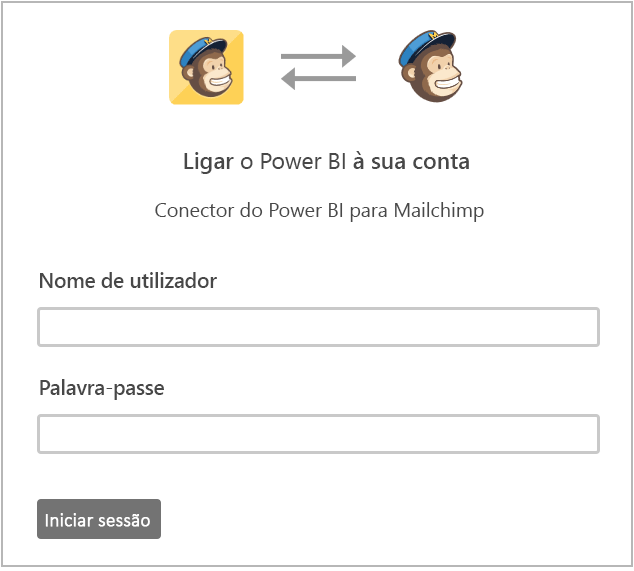 Ligar o Power BI à sua conta
Conector do Power BI para Mailchimp
Nome de utilizador
Palavra-passe
Iniciar sessão